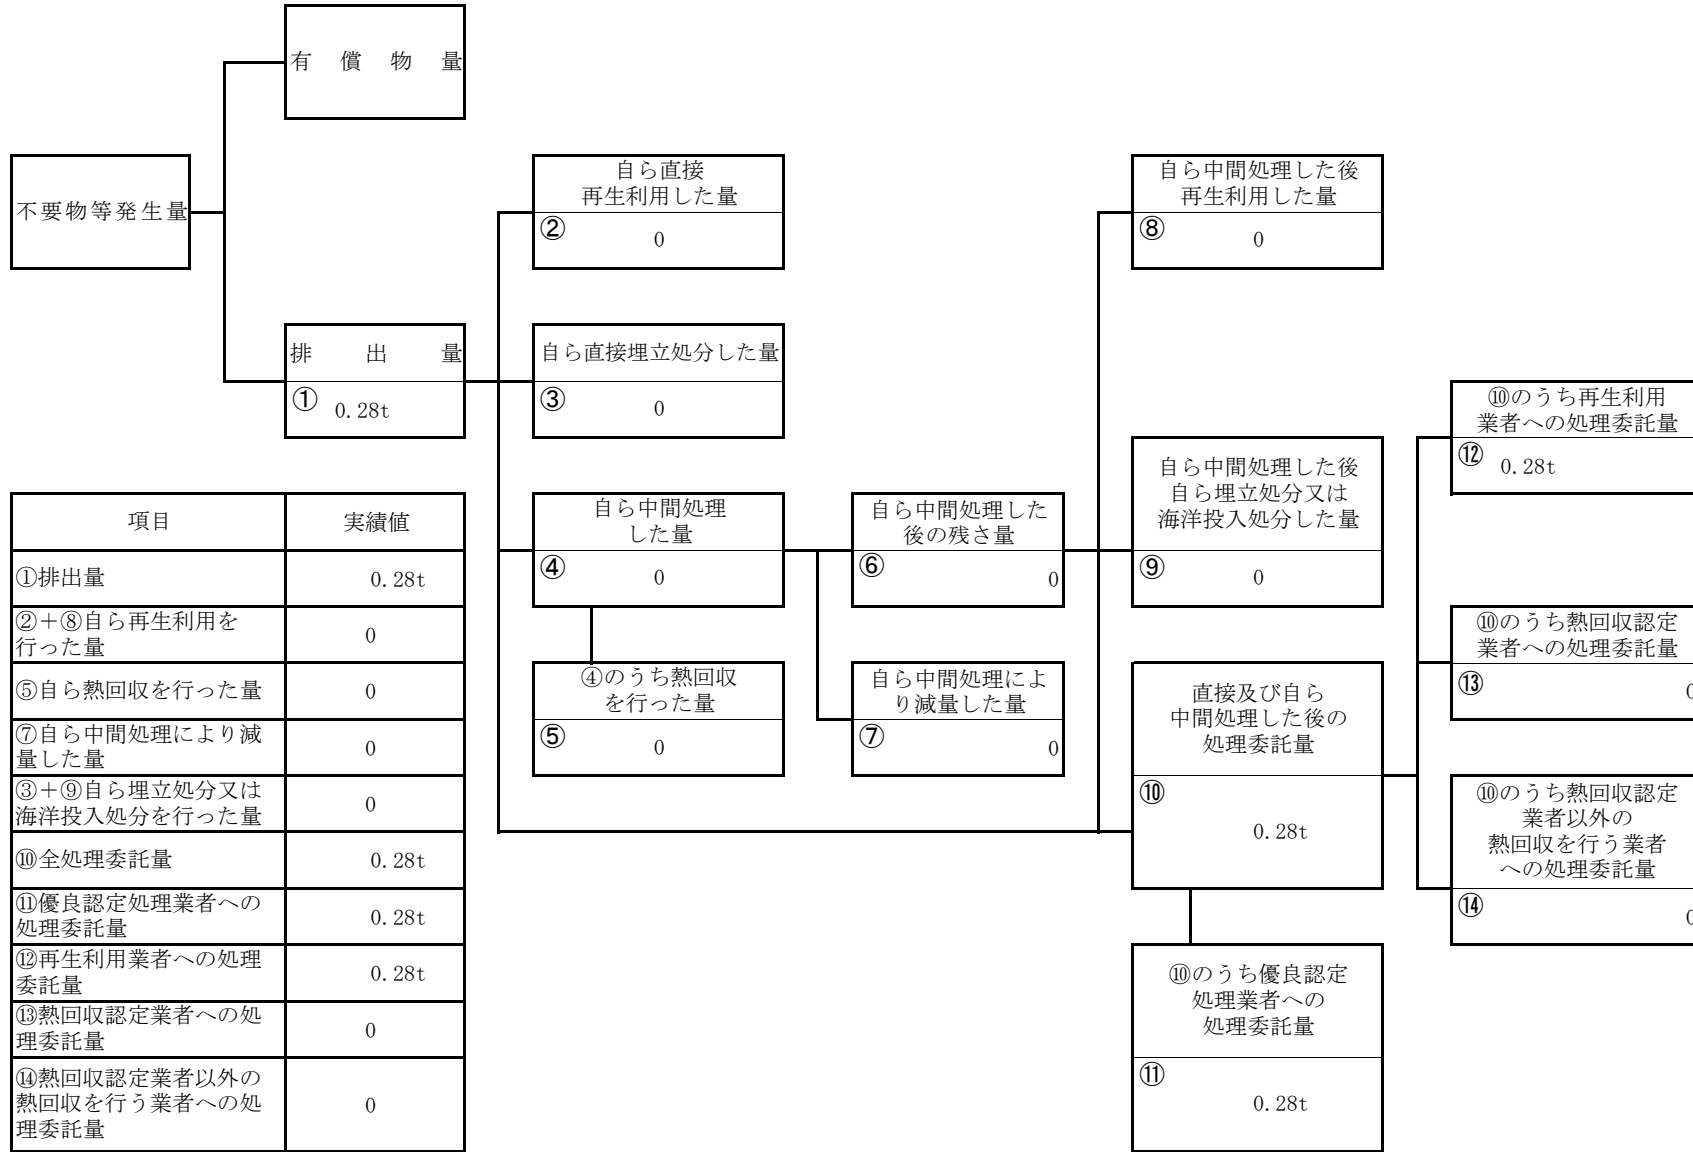 有償物量
不要物等発生量
排出量
① 0.28t
自ら直接
再生利用した量
② 0
自ら直接埋立処分した量
③ 0
自ら中間処理
した量
④ 0
④のうち熱回収
を行った量
⑤ 0
自ら中間処理した
後の残さ量
⑥ 0
自ら中間処理によ
り減量した量
⑦ 0
自ら中間処理した後
再生利用した量
⑧ 0
自ら中間処理した後
自ら埋立処分又は
海洋投入処分した量
⑨ 0
直接及び自ら
中間処理した後の
処理委託量
⑩
0.28t
⑩のうち優良認定
処理業者への
処理委託量
⑪
0.28t
⑩のうち再生利用
業者への処理委託量
⑫ 0.28t
⑩のうち熱回収認定
業者への処理委託量
⑬ 0
⑩のうち熱回収認定
業者以外の
熱回収を行う業者
への処理委託量
⑭ 0
項目 実績値
①排出量 0.28t
②＋⑧自ら再生利用を
行った量 0
⑤自ら熱回収を行った量 0
⑦自ら中間処理により減
量した量 0
③＋⑨自ら埋立処分又は
海洋投入処分を行った量 0
⑩全処理委託量 0.28t
⑪優良認定処理業者への
処理委託量 0.28t
⑫再生利用業者への処理
委託量 0.28t
⑬熱回収認定業者への処
理委託量 0
⑭熱回収認定業者以外の
熱回収を行う業者への処
理委託量 0